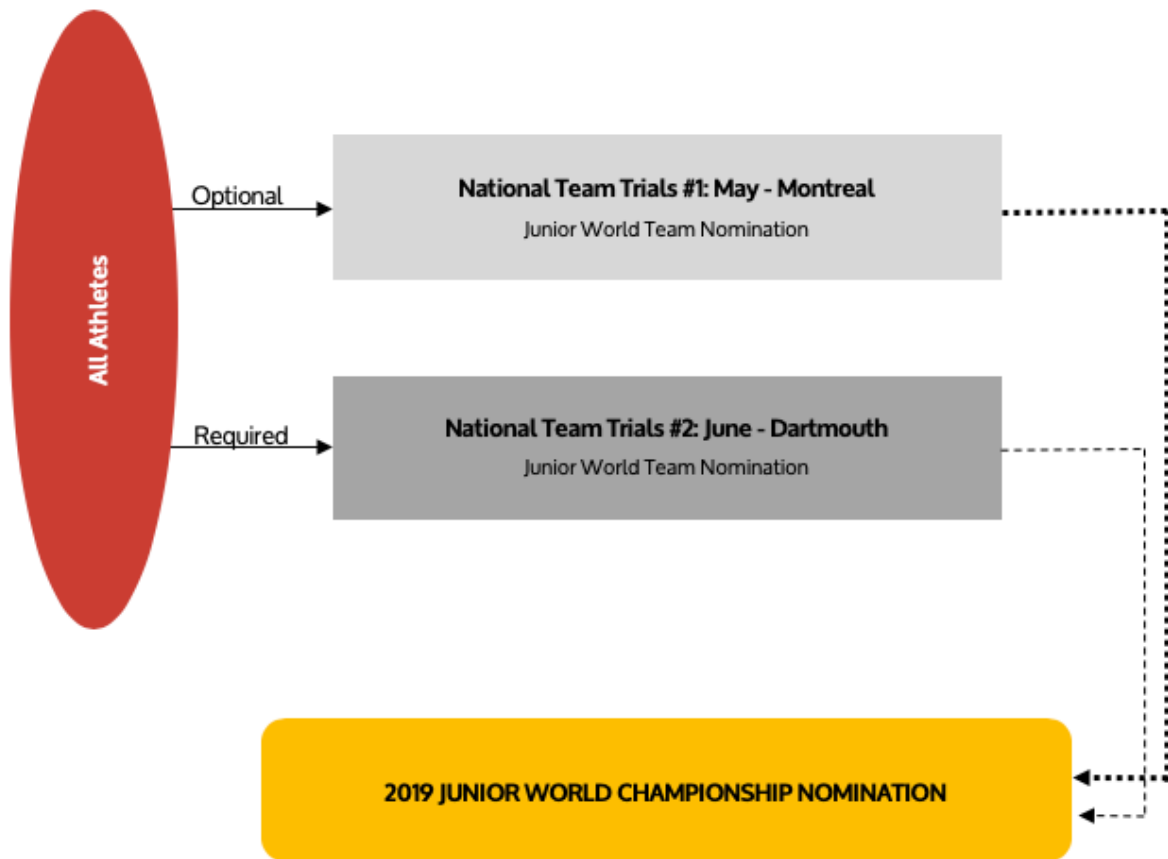 All Athletes
Optional
National Team Trials #1: May - Montreal
Junior World Team Nomination
Required
National Team Trials #2: June - Dartmouth
Junior World Team Nomination
2019 JUNIOR WORLD CHAMPIONSHIP NOMINATION